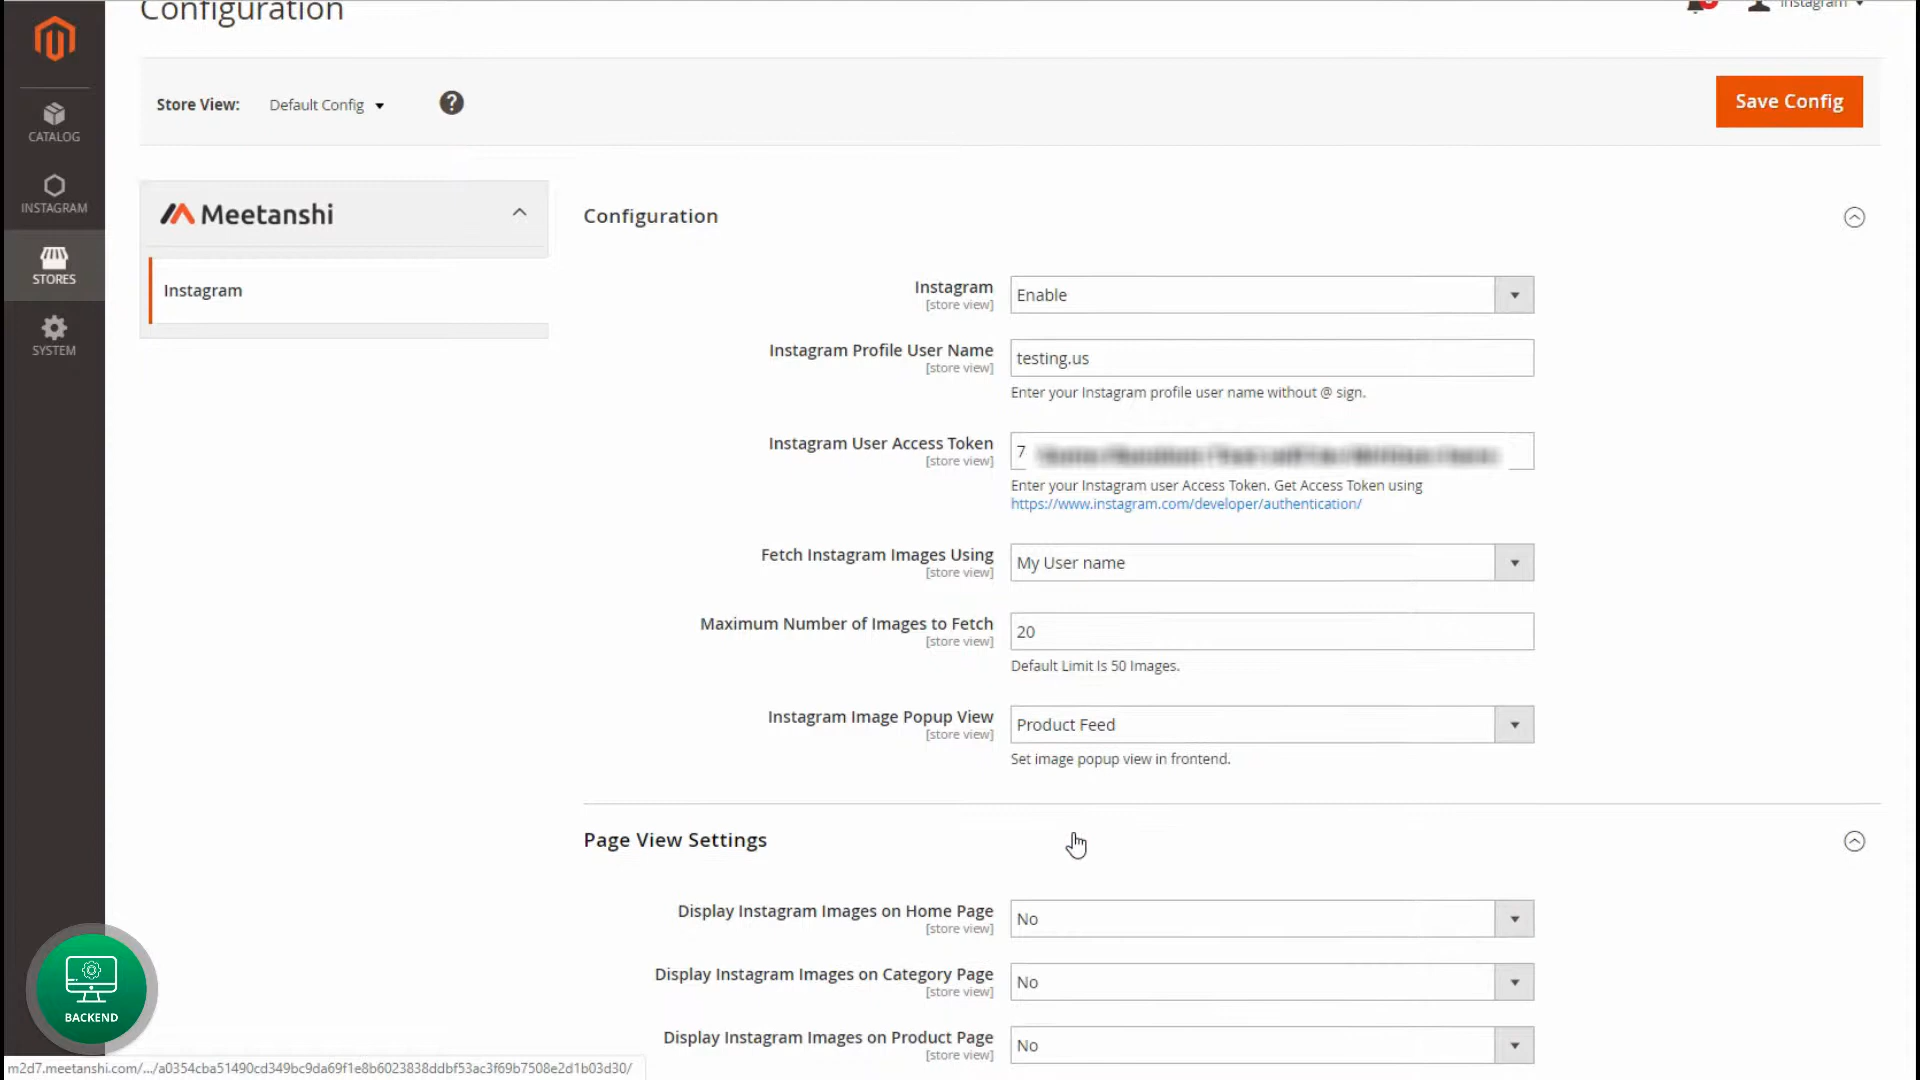 Configuration
Instagram
Store View: Default Config
?
Save Config
CATALOG
INSTAGRAM
STORES
SYSTEM
Meetanshi
Instagram
Configuration
Instagram
[store view]
Enable
Instagram Profile User Name
[store view]
testing.us
Enter your Instagram profile user name without @ sign.
Instagram User Access Token
[store view]
7
Enter your Instagram user Access Token. Get Access Token using
https://www.instagram.com/developer/authentication/
Fetch Instagram Images Using
[store view]
My User name
Maximum Number of Images to Fetch
[store view]
20
Default Limit Is 50 Images.
Instagram Image Popup View
[store view]
Product Feed
Set image popup view in frontend.
Page View Settings
Display Instagram Images on Home Page
[store view]
No
Display Instagram Images on Category Page
[store view]
No
Display Instagram Images on Product Page
[store view]
No
BACKEND
m2d7.meetanshi.com/.../a0354cba51490cd349bc9da69f1e8b6023838ddbf53ac3f69b7508e2d1b03d30/